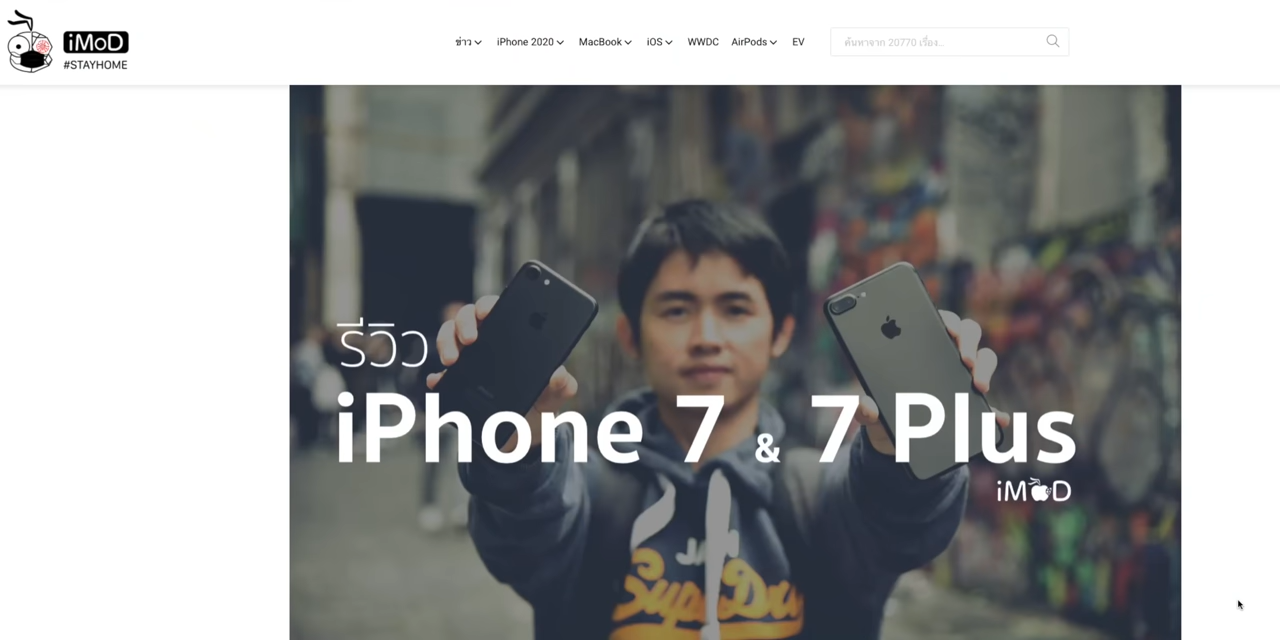 iMoD
#STAYHOME
ข่าว iPhone 2020 MacBook iOS WWDC AirPods EV
ค้นหาจาก 20770 เรื่อง...
รีวิว
iPhone 7 & 7 Plus
iMoD